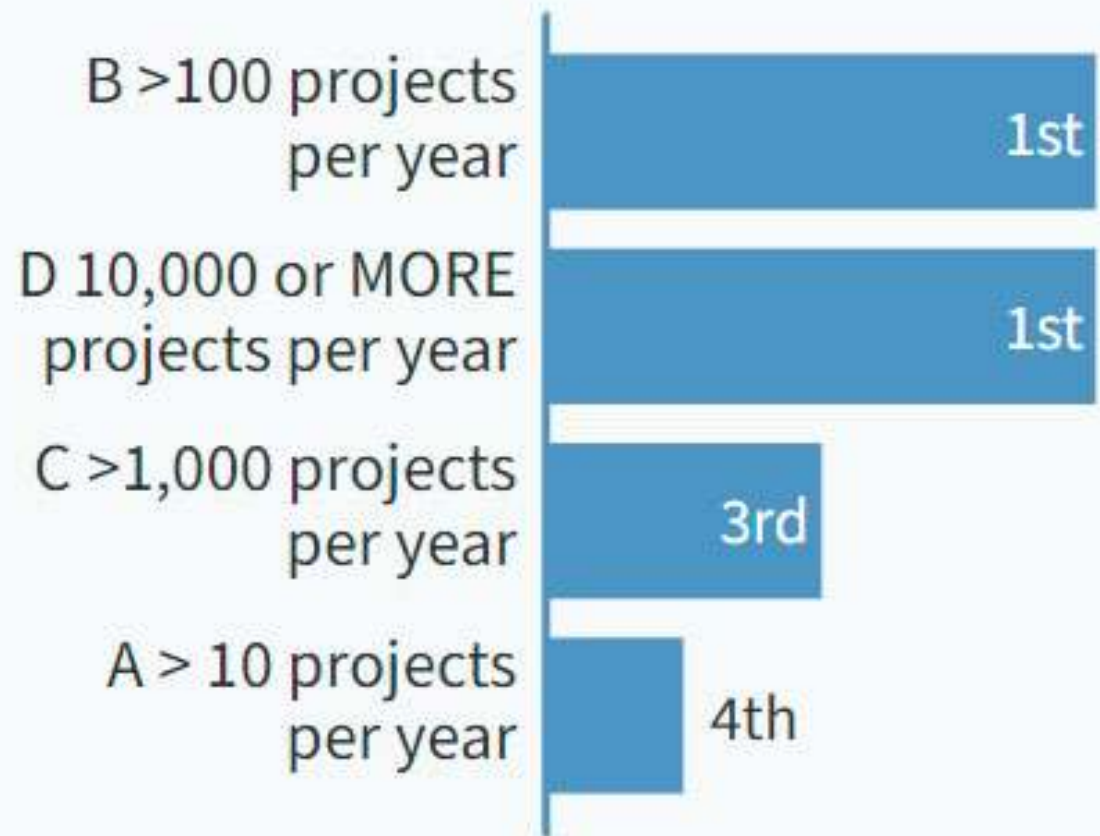 B >100 projects
per year
1st
D 10,000 or MORE
projects per year
1st
C >1,000 projects
per year
3rd
A > 10 projects
per year
4th